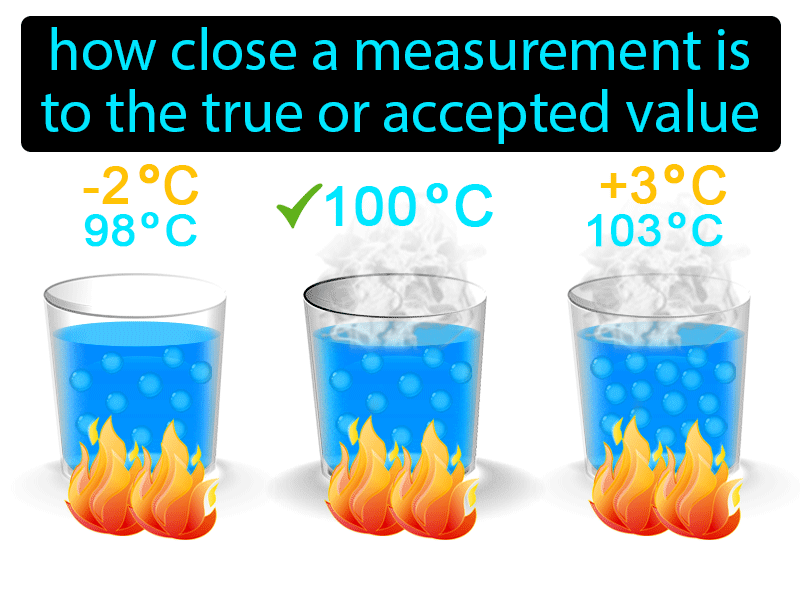 how close a measurement is
to the true or accepted value
-2°C
98°C
✓100°C
+3°C
103°C